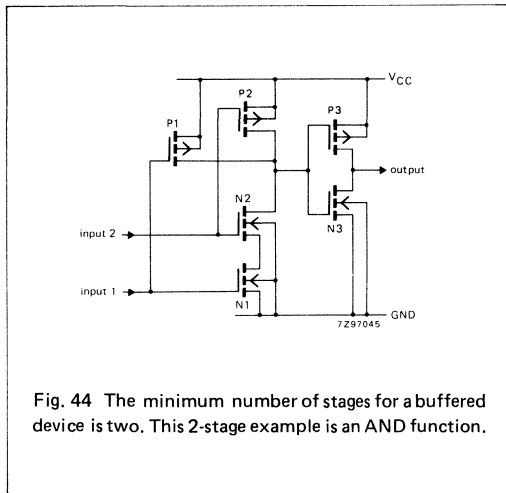 VCC
P2
P1
P3
output
N2
input 2
N3
input 1
N1
7Z97045
GND
Fig. 44 The minimum number of stages for a buffered
device is two. This 2-stage example is an AND function.